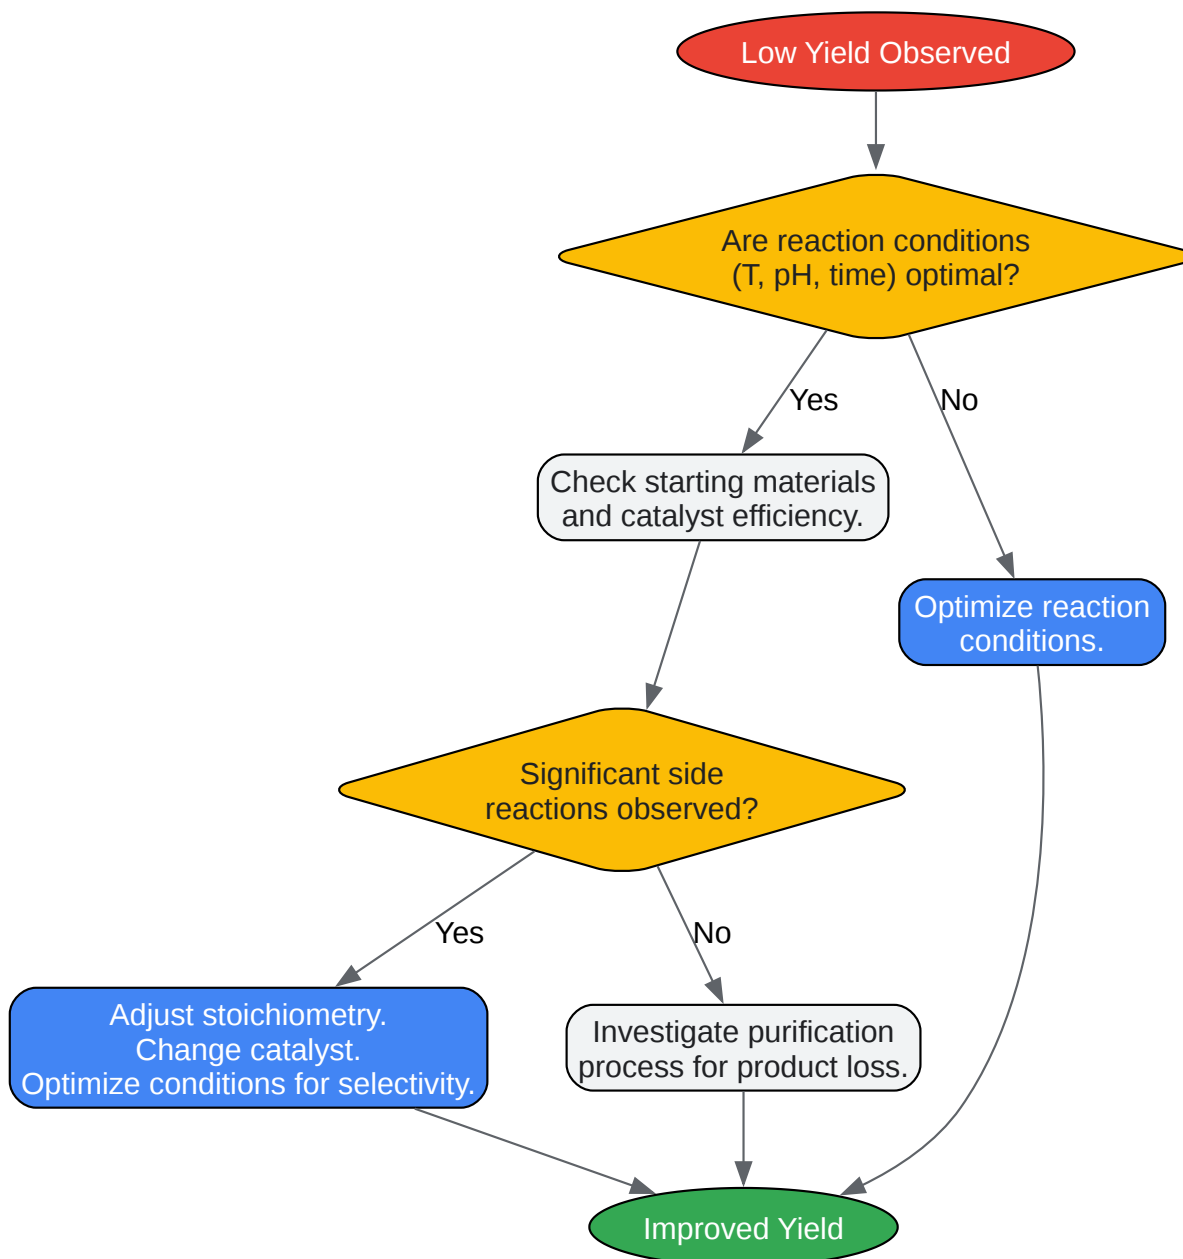 Low Yield Observed
Are reaction conditions
(T, pH, time) optimal?
Yes
No
Check starting materials
and catalyst efficiency.
Optimize reaction
conditions.
Significant side
reactions observed?
Yes
No
Adjust stoichiometry.
Change catalyst.
Optimize conditions for selectivity.
Investigate purification
process for product loss.
Improved Yield